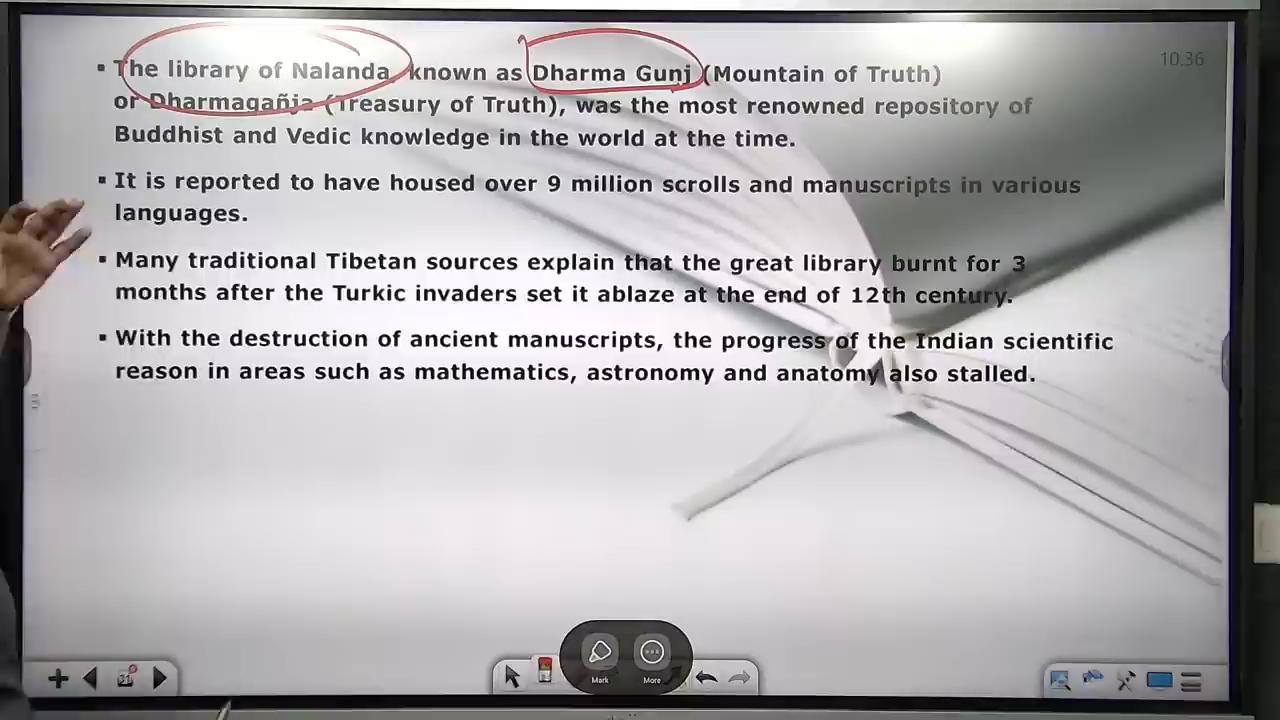 10.36
▪ The library of Nalanda, known as Dharma Gunj (Mountain of Truth)
or Dharmagañja (Treasury of Truth), was the most renowned repository of
Buddhist and Vedic knowledge in the world at the time.
▪ It is reported to have housed over 9 million scrolls and manuscripts in various
languages.
▪ Many traditional Tibetan sources explain that the great library burnt for 3
months after the Turkic invaders set it ablaze at the end of 12th century.
▪ With the destruction of ancient manuscripts, the progress of the Indian scientific
reason in areas such as mathematics, astronomy and anatomy also stalled.
31
Mark More